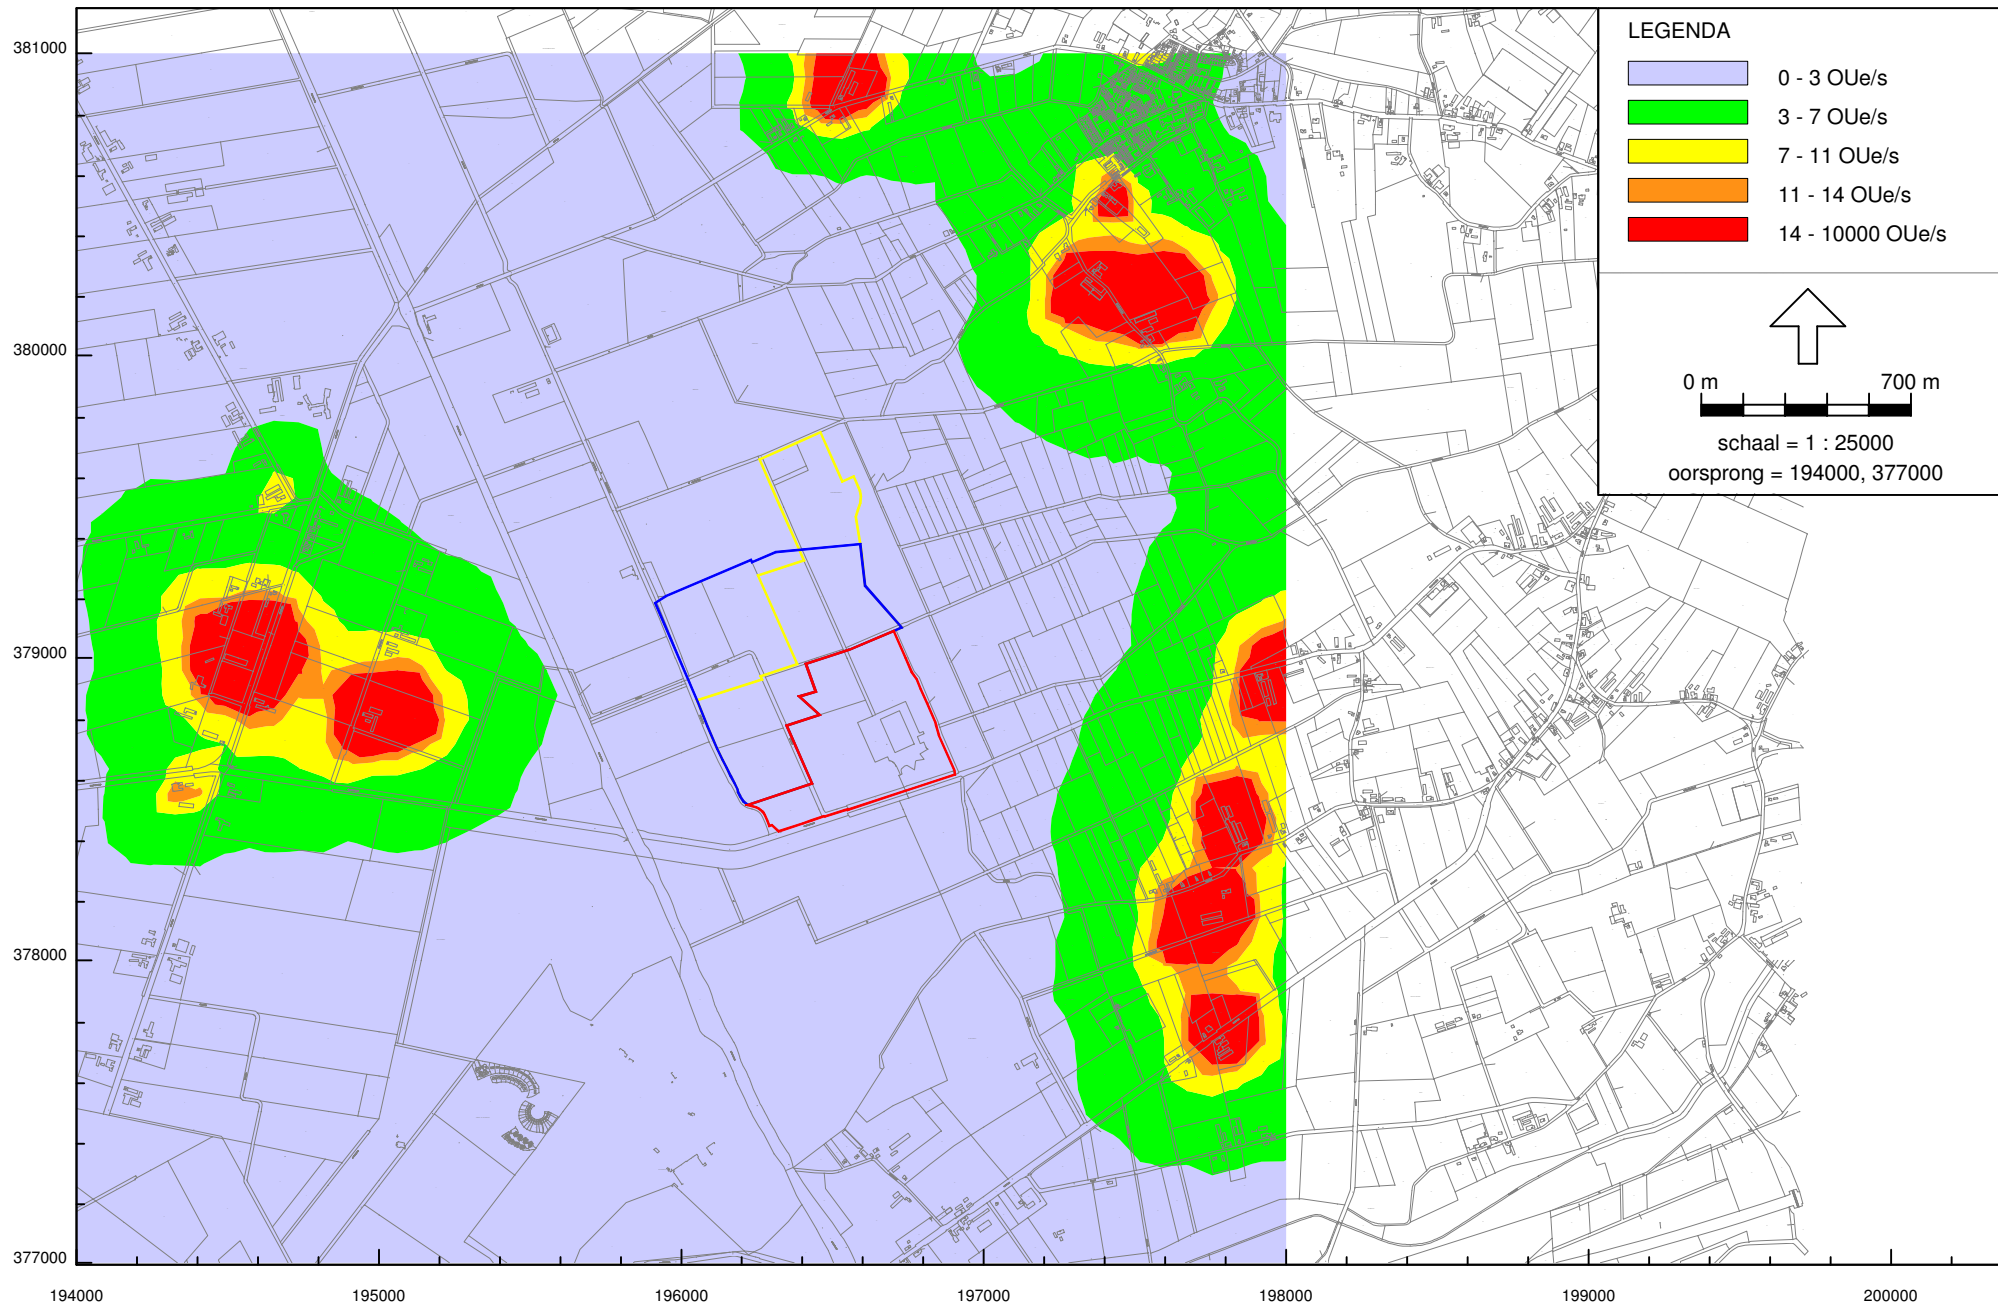 LEGENDA
0 - 3 OUe/s
3 - 7 OUe/s
7 - 11 OUe/s
11 - 14 OUe/s
14 - 10000 OUe/s
0 m 700 m
schaal = 1 : 25000
oorsprong = 194000, 377000
381000
380000
379000
378000
377000
194000 195000 196000 197000 198000 199000 200000